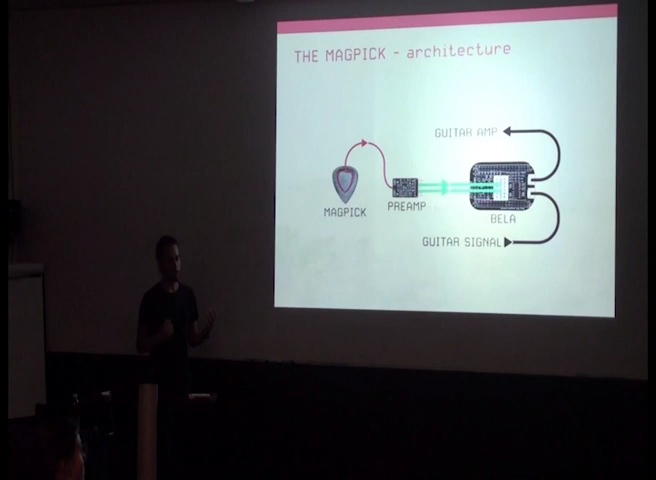 THE MAGPICK - architecture
GUITAR AMP
MAGPICK
PREAMP
BELA
GUITAR SIGNAL